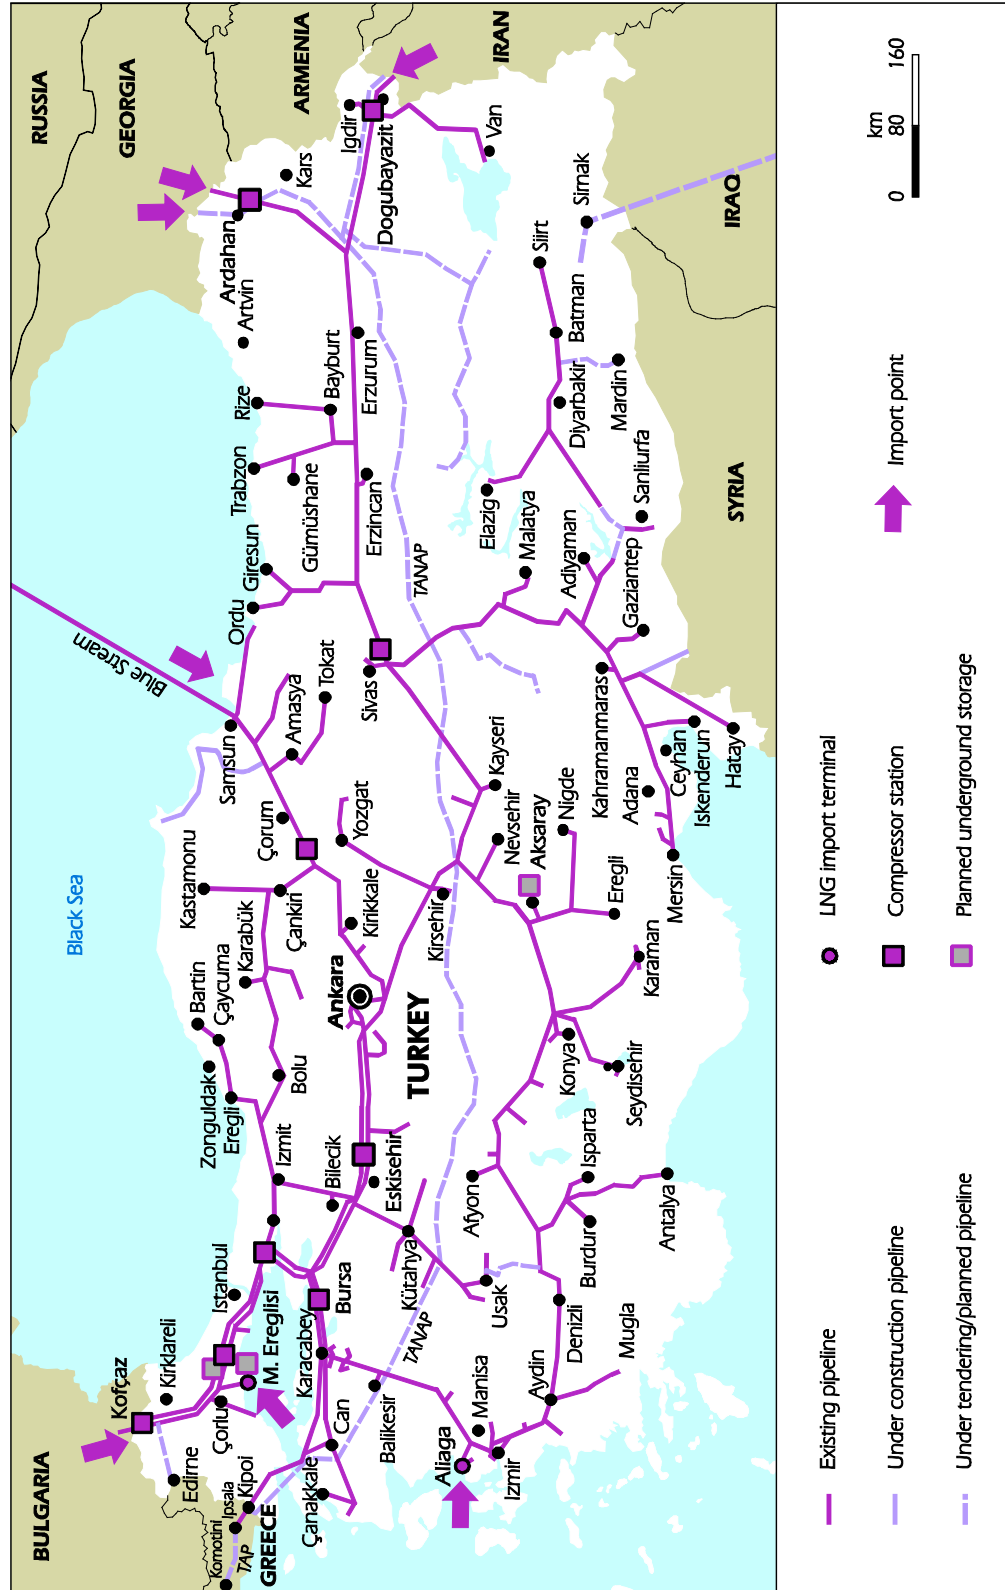 RUSSIA
GEORGIA
ARMENIA
IRAN
IRAQ
SYRIA
BULGARIA
GREECE
TURKEY
Black Sea
Blue Stream
Kofçaz
Kirklareli
Edirne
Çorlu
Istanbul
M. Ereglisi
Komotini
TAP
Ipsala
Kipoi
Çanakkale
Can
Karacabey
Bursa
Balikesir
TANAP
Aliaga
Manisa
Izmir
Aydin
Mugla
Denizli
Usak
Kütahya
Izmit
Bilecik
Eskisehir
Afyon
Burdur
Isparta
Antalya
Zonguldak
Eregli
Bartin
Çaycuma
Karabük
Bolu
Kastamonu
Çankiri
Ankara
Kirikkale
Kirsehir
Çorum
Yozgat
Konya
Seydisehir
Karaman
Eregli
Aksaray
Nevsehir
Nigde
Kayseri
Samsun
Amasya
Tokat
Sivas
Ordu
Giresun
Trabzon
Gümüshane
Rize
Bayburt
Erzincan
Erzurum
TANAP
Artvin
Ardahan
Kars
Igdir
Dogubayazit
Van
Sirnak
Siirt
Batman
Mardin
Diyarbakir
Elazig
Malatya
Adiyaman
Sanliurfa
Gaziantep
Kahramanmaras
Adana
Ceyhan
Iskenderun
Hatay
Mersin
Existing pipeline
Under construction pipeline
Under tendering/planned pipeline
LNG import terminal
Compressor station
Planned underground storage
Import point
km
0 80 160